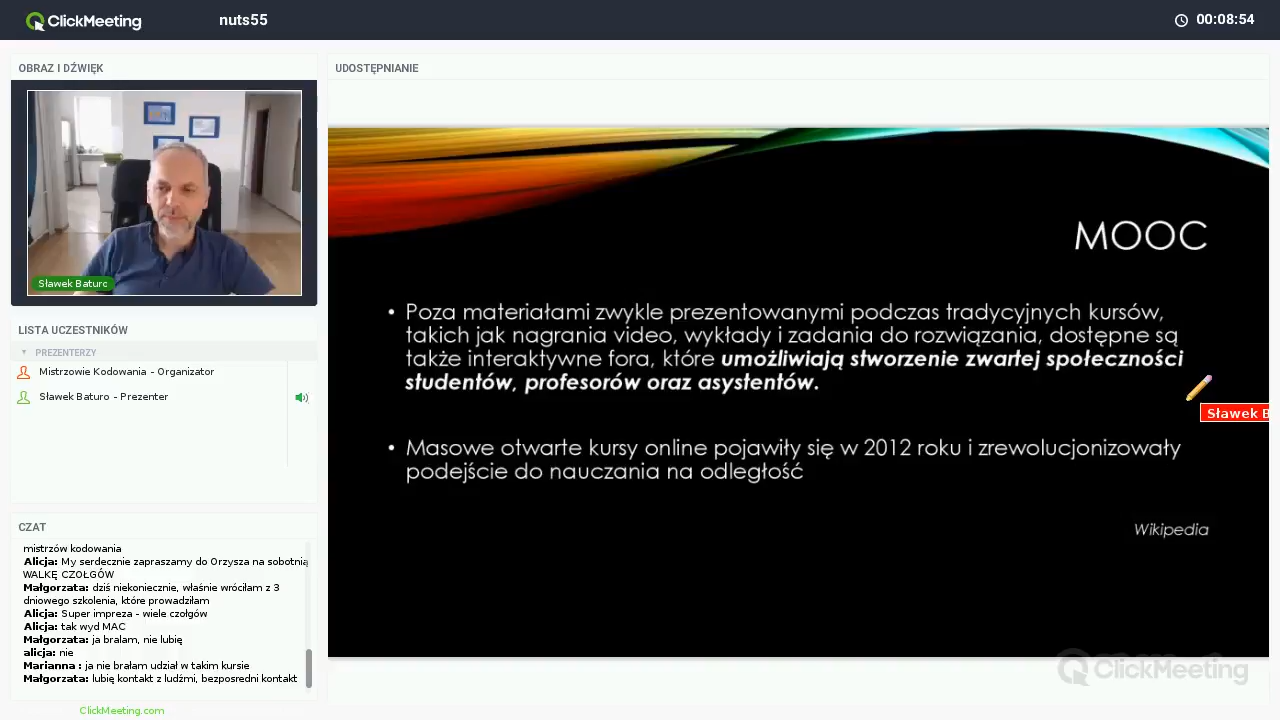 ClickMeeting
nuts55
00:08:54
OBRAZ I DŹWIĘK
Sławek Baturo
LISTA UCZESTNIKÓW
PREZENTERZY
Mistrzowie Kodowania - Organizator
Sławek Baturo - Prezenter
CZAT
mistrzów kodowania
Alicja: My serdecznie zapraszamy do Orzysza na sobotnią
WALKĘ CZOŁGÓW
Małgorzata: dziś niekoniecznie, właśnie wróciłam z 3
dniowego szkolenia, które prowadziłam
Alicja: Super impreza - wiele czołgów
Alicja: tak wyd MAC
Małgorzata: ja bralam, nie lubię
alicja: nie
Marianna : ja nie brałam udział w takim kursie
Małgorzata: lubię kontakt z ludźmi, bezposredni kontakt
ClickMeeting.com
UDOSTĘPNIANIE
MOOC
• Poza materiałami zwykle prezentowanymi podczas tradycyjnych kursów,
takich jak nagrania video, wykłady i zadania do rozwiązania, dostępne są
także interaktywne fora, które umożliwiają stworzenie zwartej społeczności
studentów, profesorów oraz asystentów.
Sławek B
• Masowe otwarte kursy online pojawiły się w 2012 roku i zrewolucjonizowały
podejście do nauczania na odległość
Wikipedia
ClickMeeting